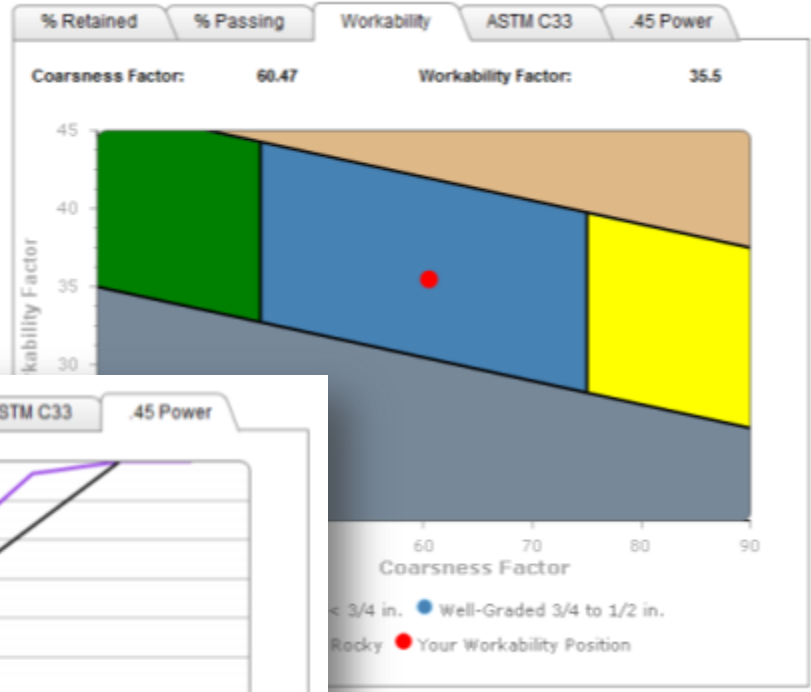 % Retained % Passing Workability ASTM C33 .45 Power
Coarsness Factor: 60.47 Workability Factor: 35.5
45
40
35
30
kability Factor
STM C33 .45 Power
60 70 80 90
Coarsness Factor
< 3/4 in. Well-Graded 3/4 to 1/2 in.
Rocky Your Workability Position